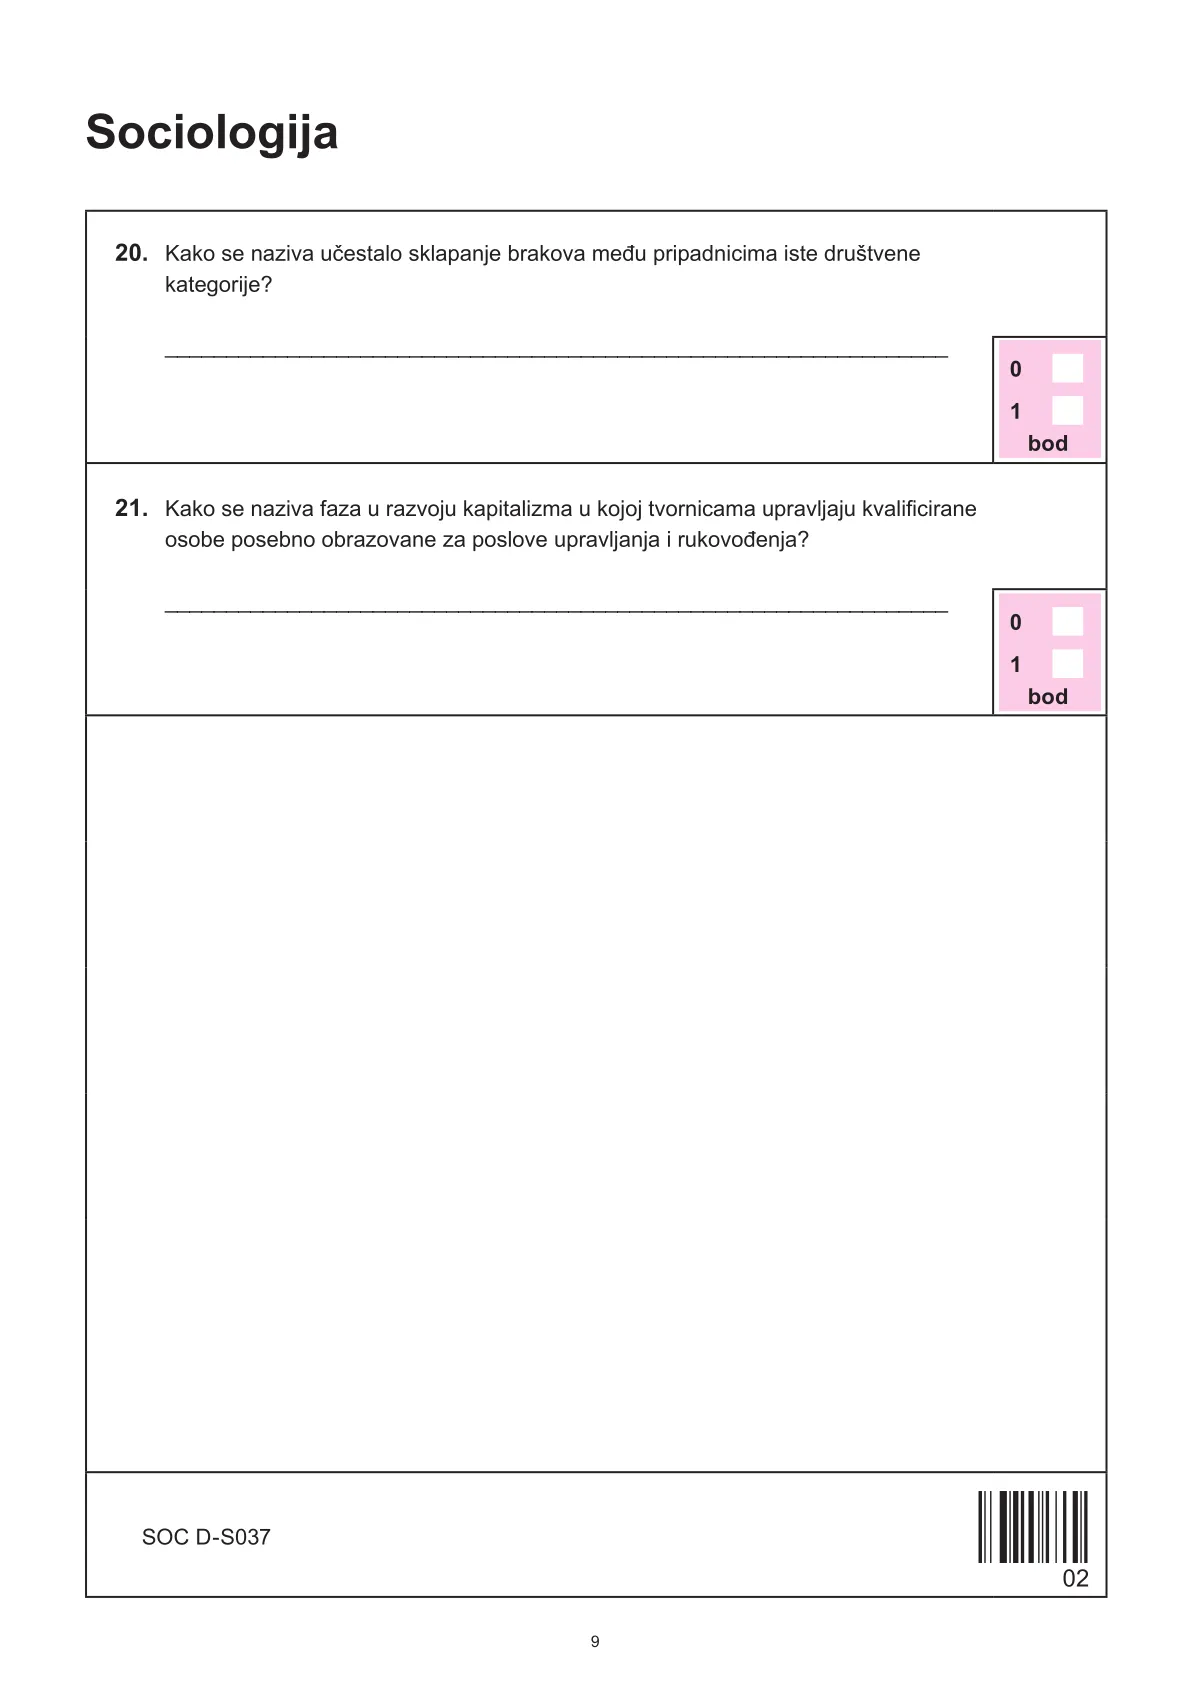 Sociologija
20. Kako se naziva učestalo sklapanje brakova među pripadnicima iste društvene
kategorije?
0
1
bod
21. Kako se naziva faza u razvoju kapitalizma u kojoj tvornicama upravljaju kvalificirane
osobe posebno obrazovane za poslove upravljanja i rukovođenja?
0
1
bod
SOC D-S037
02
9